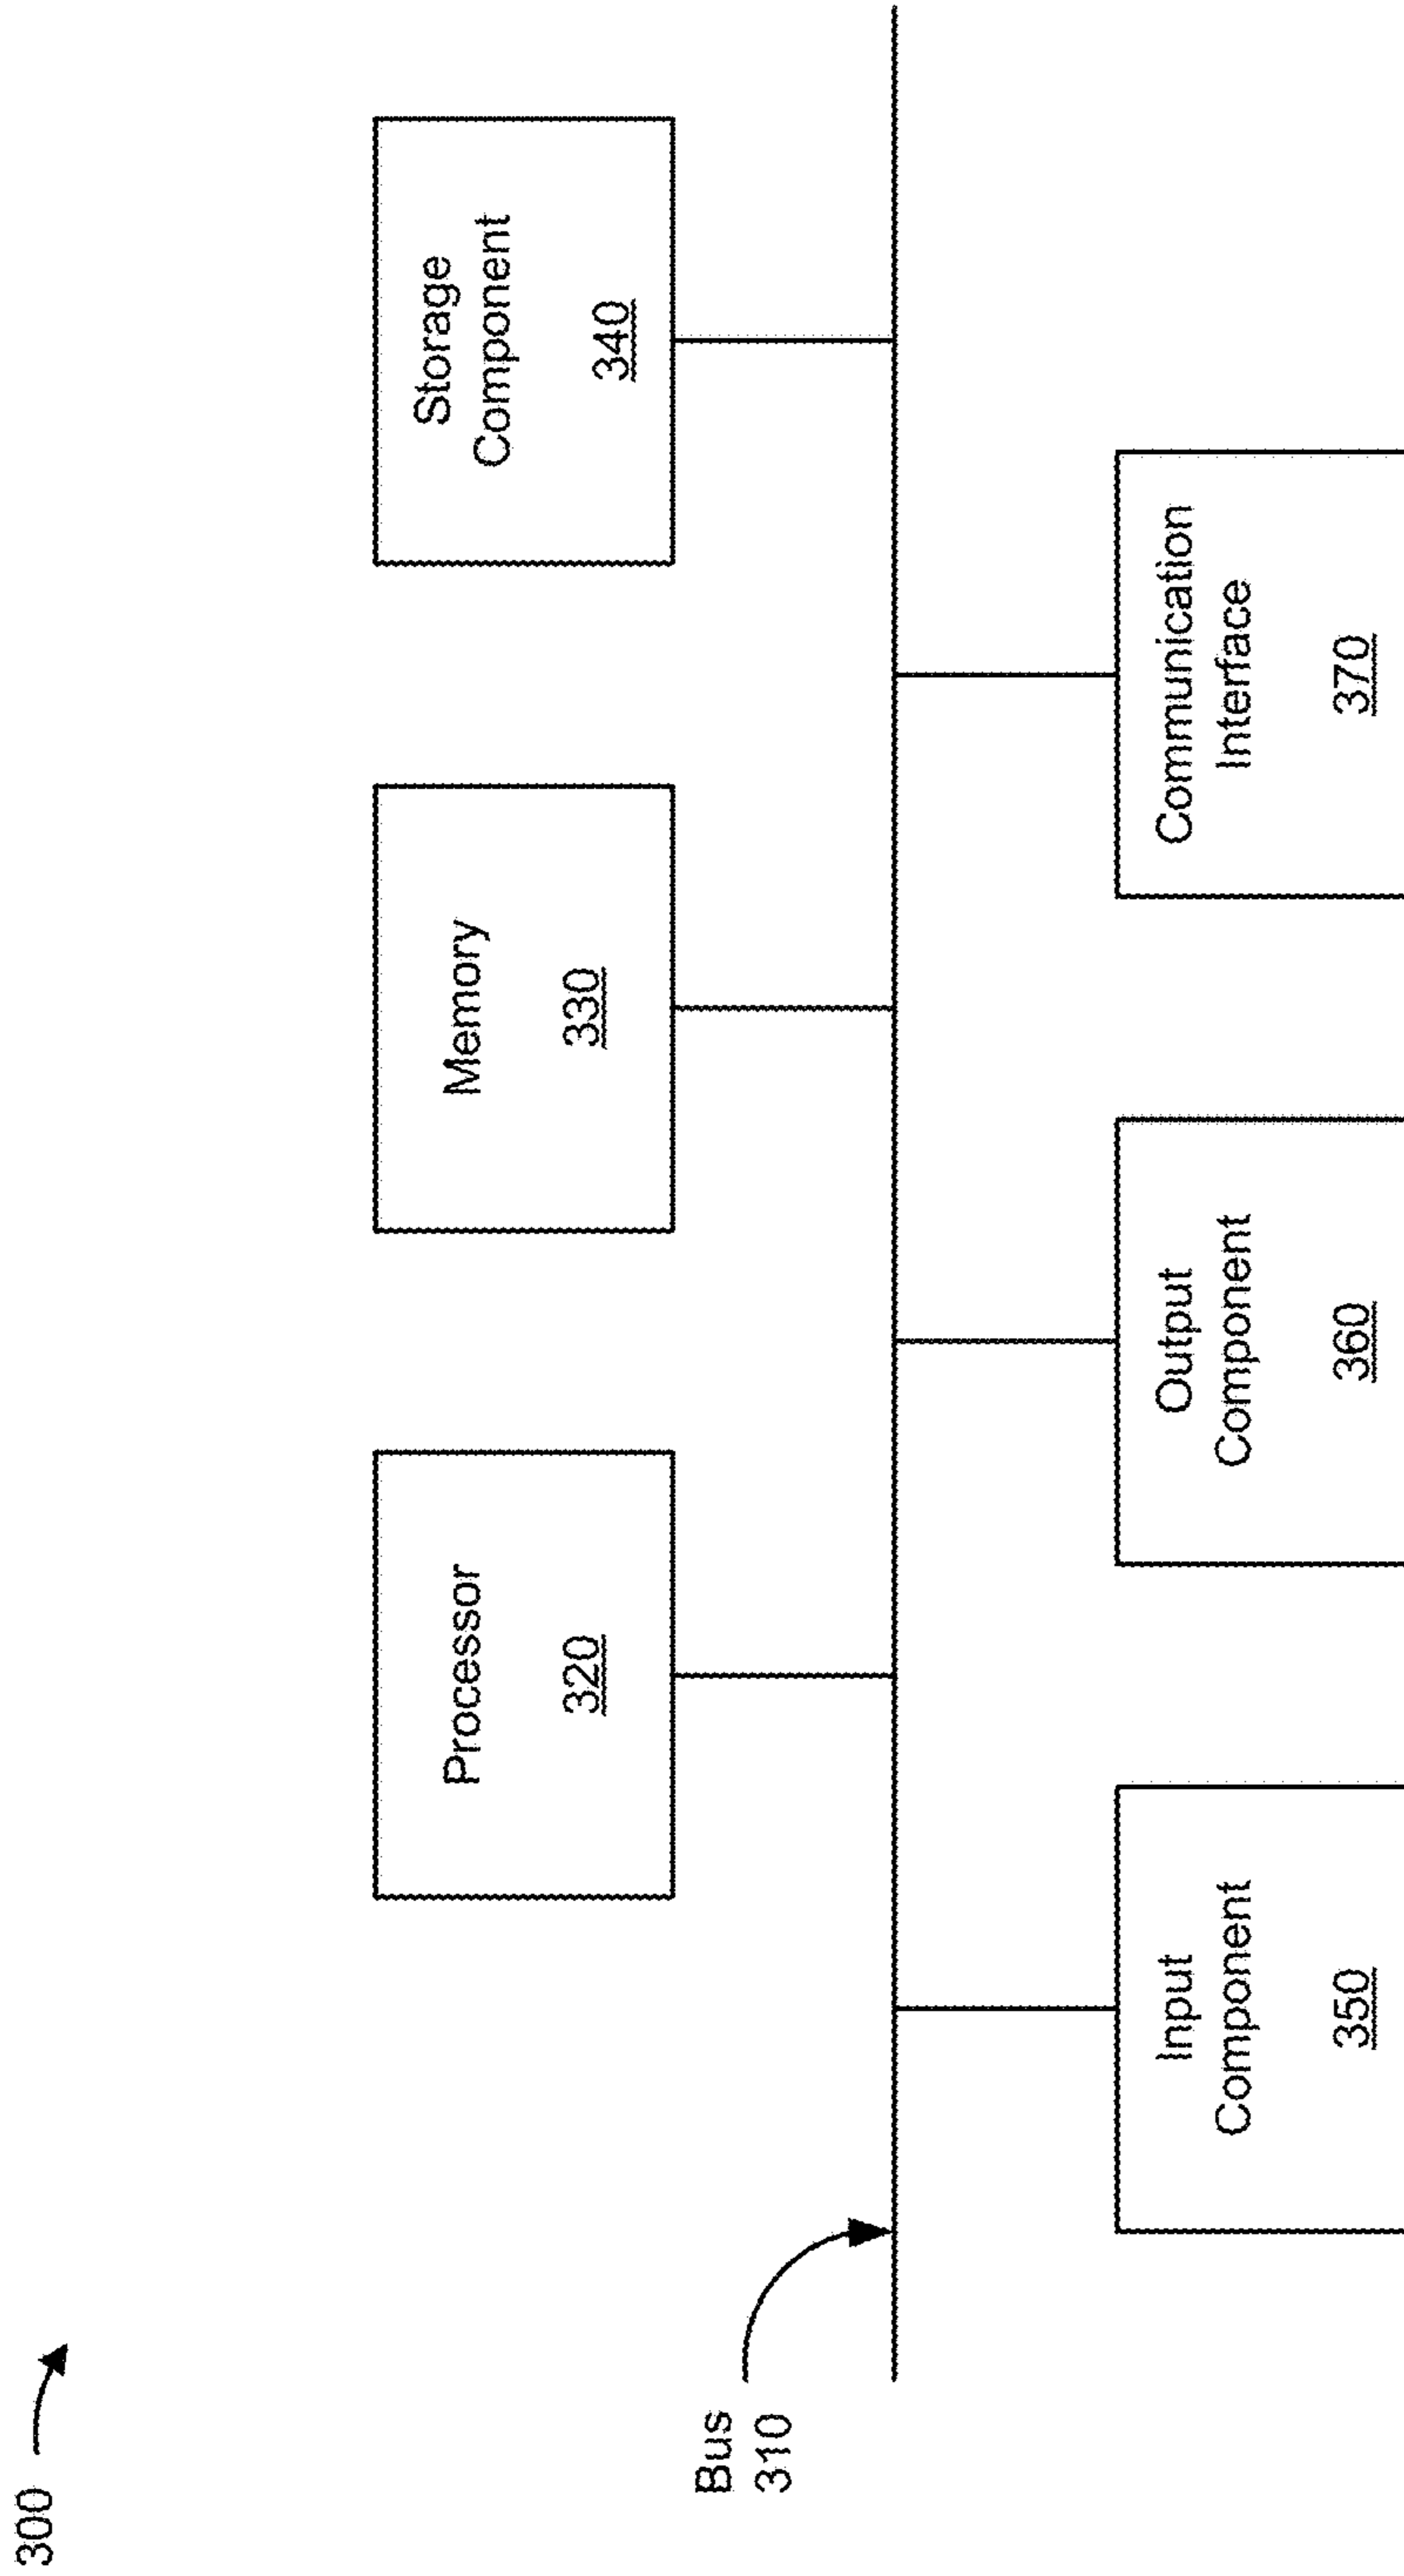 300
Processor
320
Memory
330
Storage
Component
340
Bus
310
Input
Component
350
Output
Component
360
Communication
Interface
370